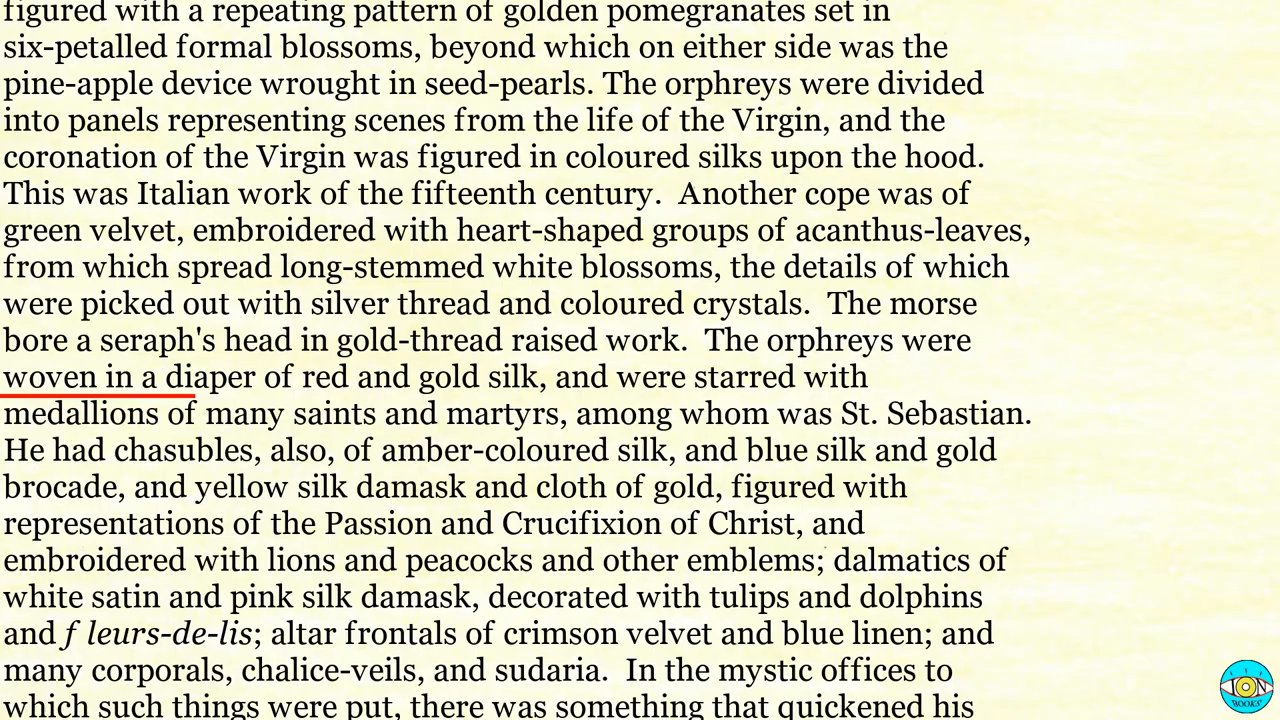 figured with a repeating pattern of golden pomegranates set in
six-petalled formal blossoms, beyond which on either side was the
pine-apple device wrought in seed-pearls. The orphreys were divided
into panels representing scenes from the life of the Virgin, and the
coronation of the Virgin was figured in coloured silks upon the hood.
This was Italian work of the fifteenth century.  Another cope was of
green velvet, embroidered with heart-shaped groups of acanthus-leaves,
from which spread long-stemmed white blossoms, the details of which
were picked out with silver thread and coloured crystals.  The morse
bore a seraph's head in gold-thread raised work.  The orphreys were
woven in a diaper of red and gold silk, and were starred with
medallions of many saints and martyrs, among whom was St. Sebastian.
He had chasubles, also, of amber-coloured silk, and blue silk and gold
brocade, and yellow silk damask and cloth of gold, figured with
representations of the Passion and Crucifixion of Christ, and
embroidered with lions and peacocks and other emblems; dalmatics of
white satin and pink silk damask, decorated with tulips and dolphins
and f leurs-de-lis; altar frontals of crimson velvet and blue linen; and
many corporals, chalice-veils, and sudaria.  In the mystic offices to
which such things were put, there was something that quickened his
ION
BOOKS